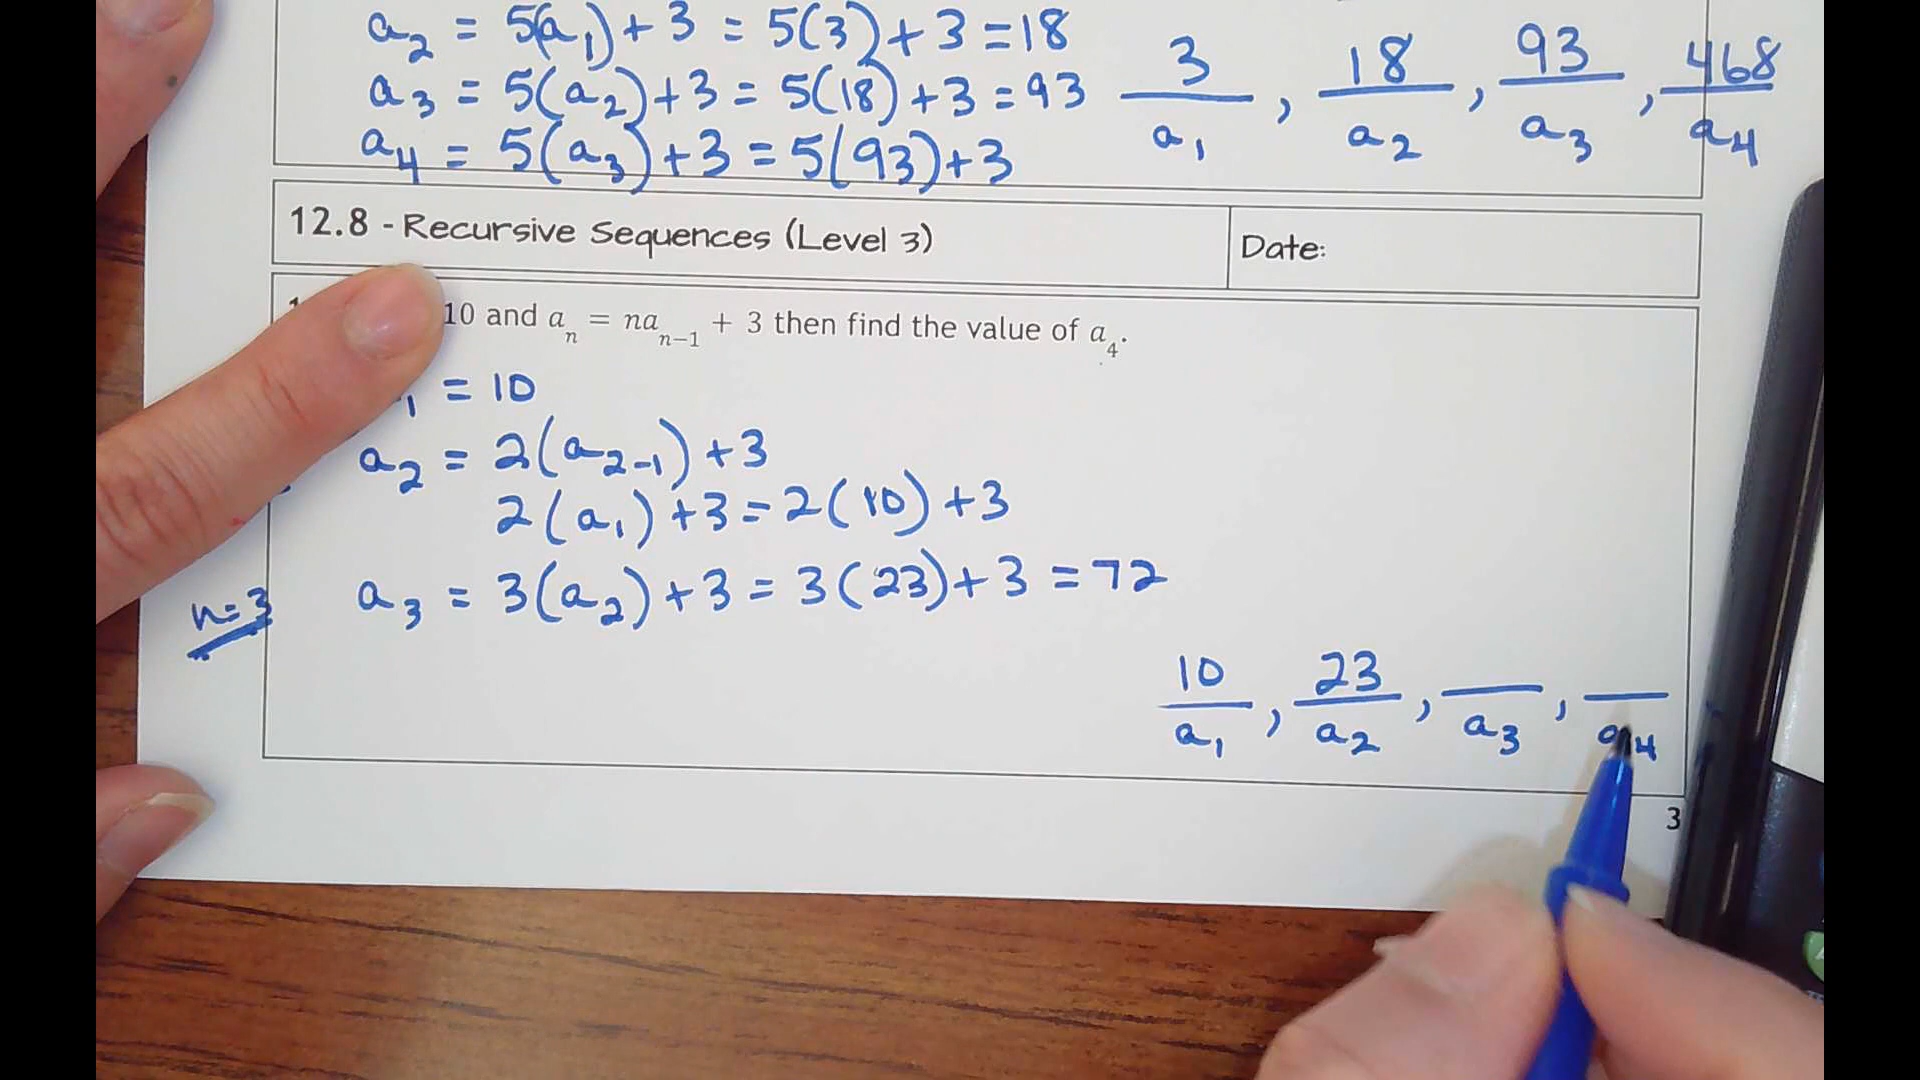 a2 = 5(a1) + 3 = 5(3) + 3 = 18
a3 = 5(a2) + 3 = 5(18) + 3 = 93
a4 = 5(a3) + 3 = 5(93) + 3
3, 18, 93, 468
a1 a2 a3 a4
12.8 - Recursive Sequences (Level 3)
Date:
10 and an = nan−1 + 3 then find the value of a4.
1 = 10
a2 = 2(a2-1) + 3
2(a1) + 3 = 2(10) + 3
n=3
a3 = 3(a2) + 3 = 3(23) + 3 = 72
10, 23, ,
a1 a2 a3 a4
3